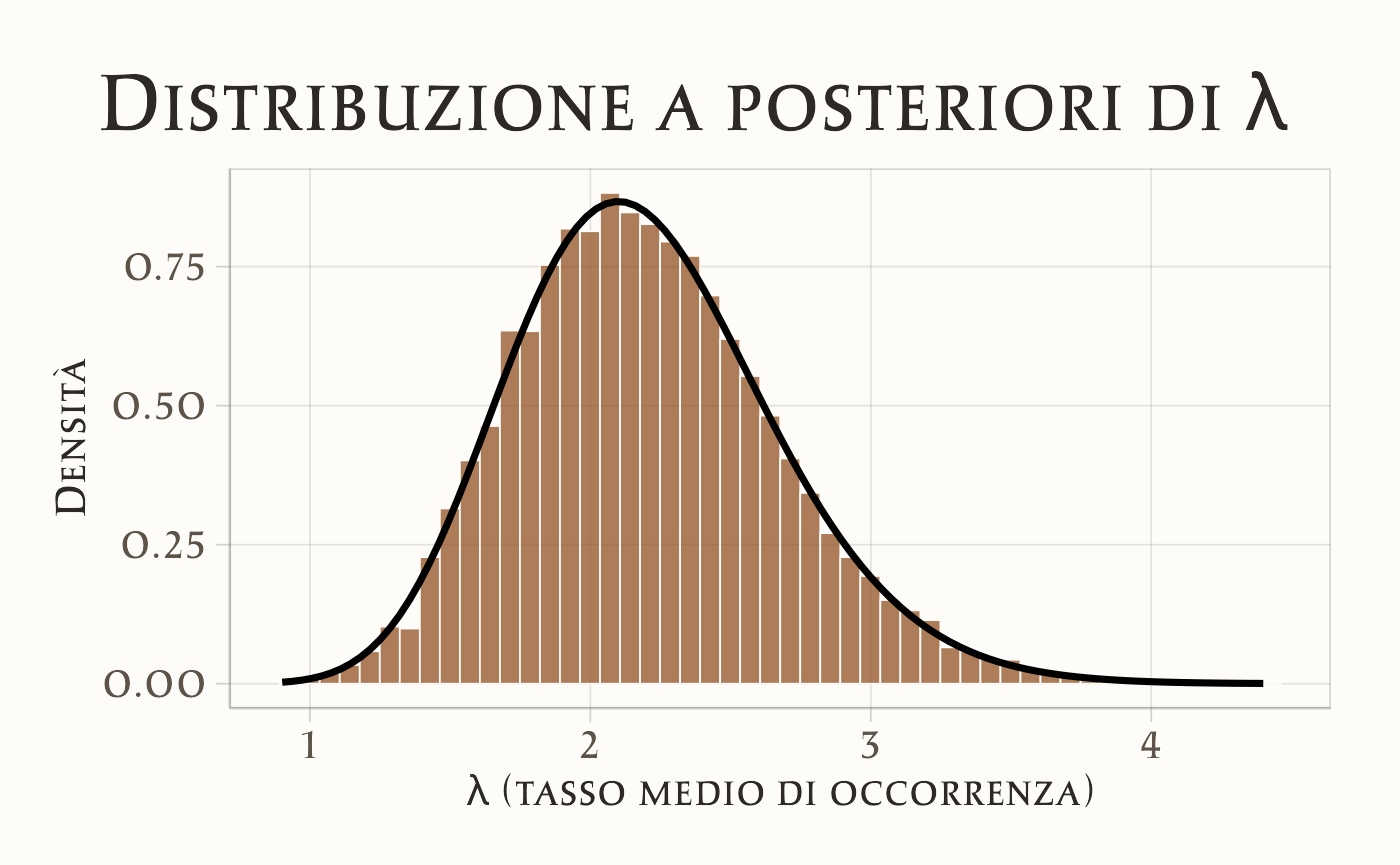 Distribuzione a posteriori di λ
0.75
0.50
0.25
0.00
Densità
1 2 3 4
λ (tasso medio di occorrenza)